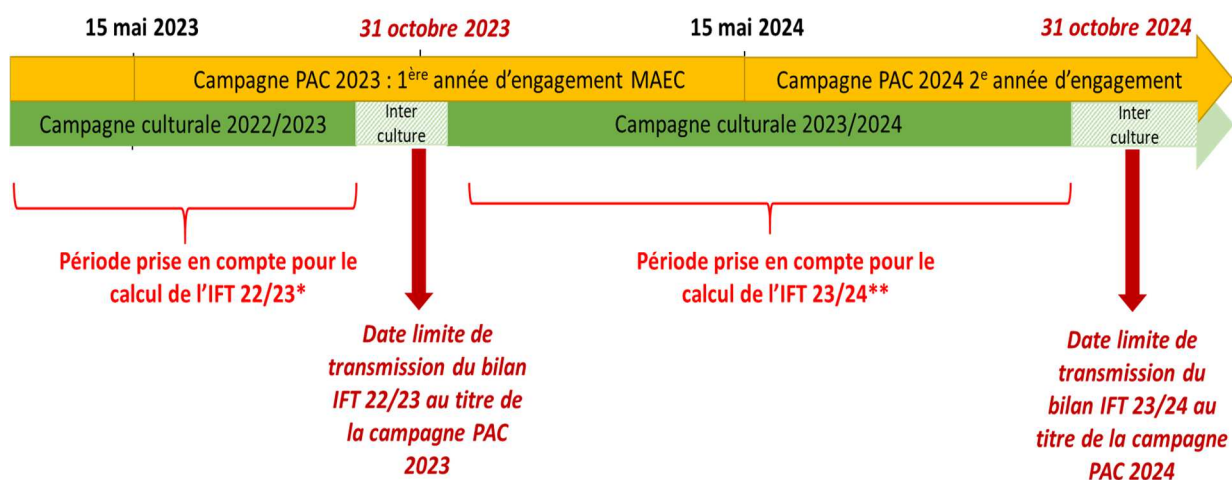 15 mai 2023
31 octobre 2023
15 mai 2024
31 octobre 2024
Campagne PAC 2023 : 1ère année d'engagement MAEC
Campagne PAC 2024 2e année d'engagement
Campagne culturale 2022/2023
Inter
culture
Campagne culturale 2023/2024
Inter
culture
Période prise en compte pour le
calcul de l'IFT 22/23*
Période prise en compte pour le
calcul de l'IFT 23/24**
Date limite de
transmission du bilan
IFT 22/23 au titre de
la campagne PAC
2023
Date limite de
transmission du
bilan IFT 23/24 au
titre de la campagne
PAC 2024